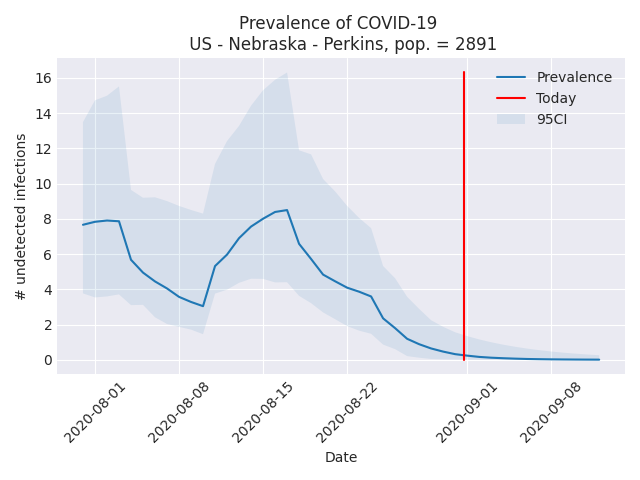 Prevalence of COVID-19
US - Nebraska - Perkins, pop. = 2891
# undetected infections
16
14
12
10
8
6
4
2
0
Prevalence
Today
95CI
2020-08-01
2020-08-08
2020-08-15
2020-08-22
2020-09-01
2020-09-08
Date